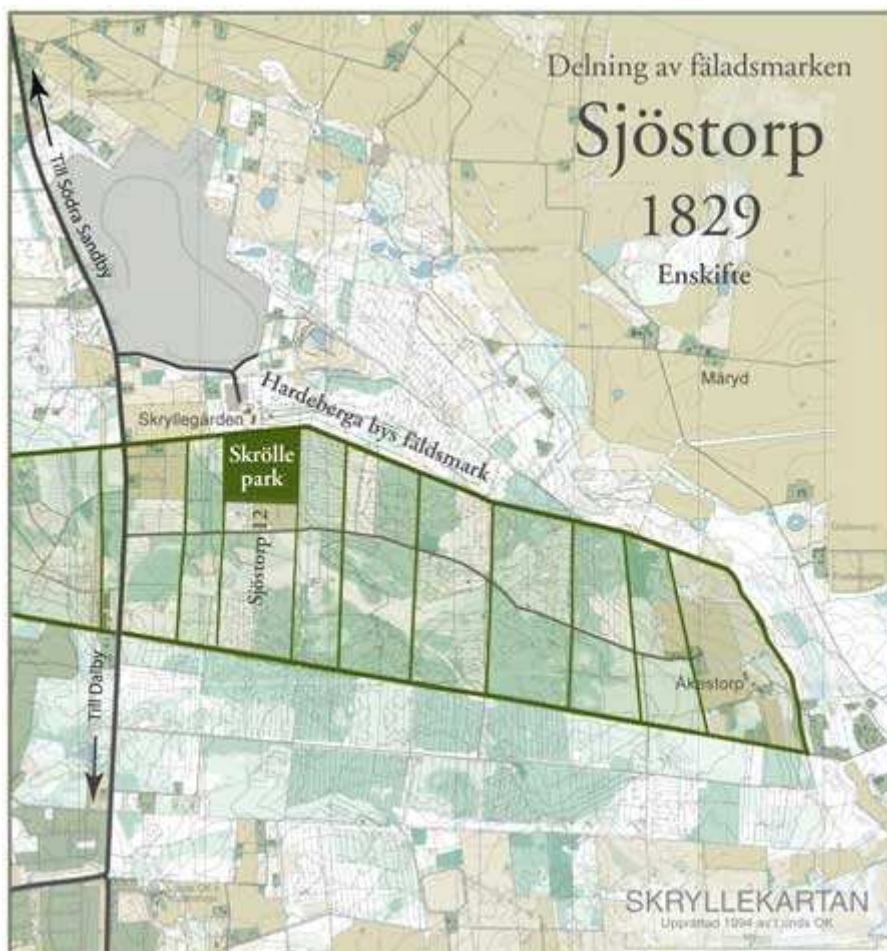 Delning av fäladsmarken
Sjöstorp
1829
Enskifte
Till Södra Sandby
Märyd
Hardeberga bys fäldsmark
Skryllegården
Skrölle
park
Sjöstorp 12
Åkestorp
Till Dalby
SKRYLLEKARTAN
Upprättad 1994 av Lunds OK